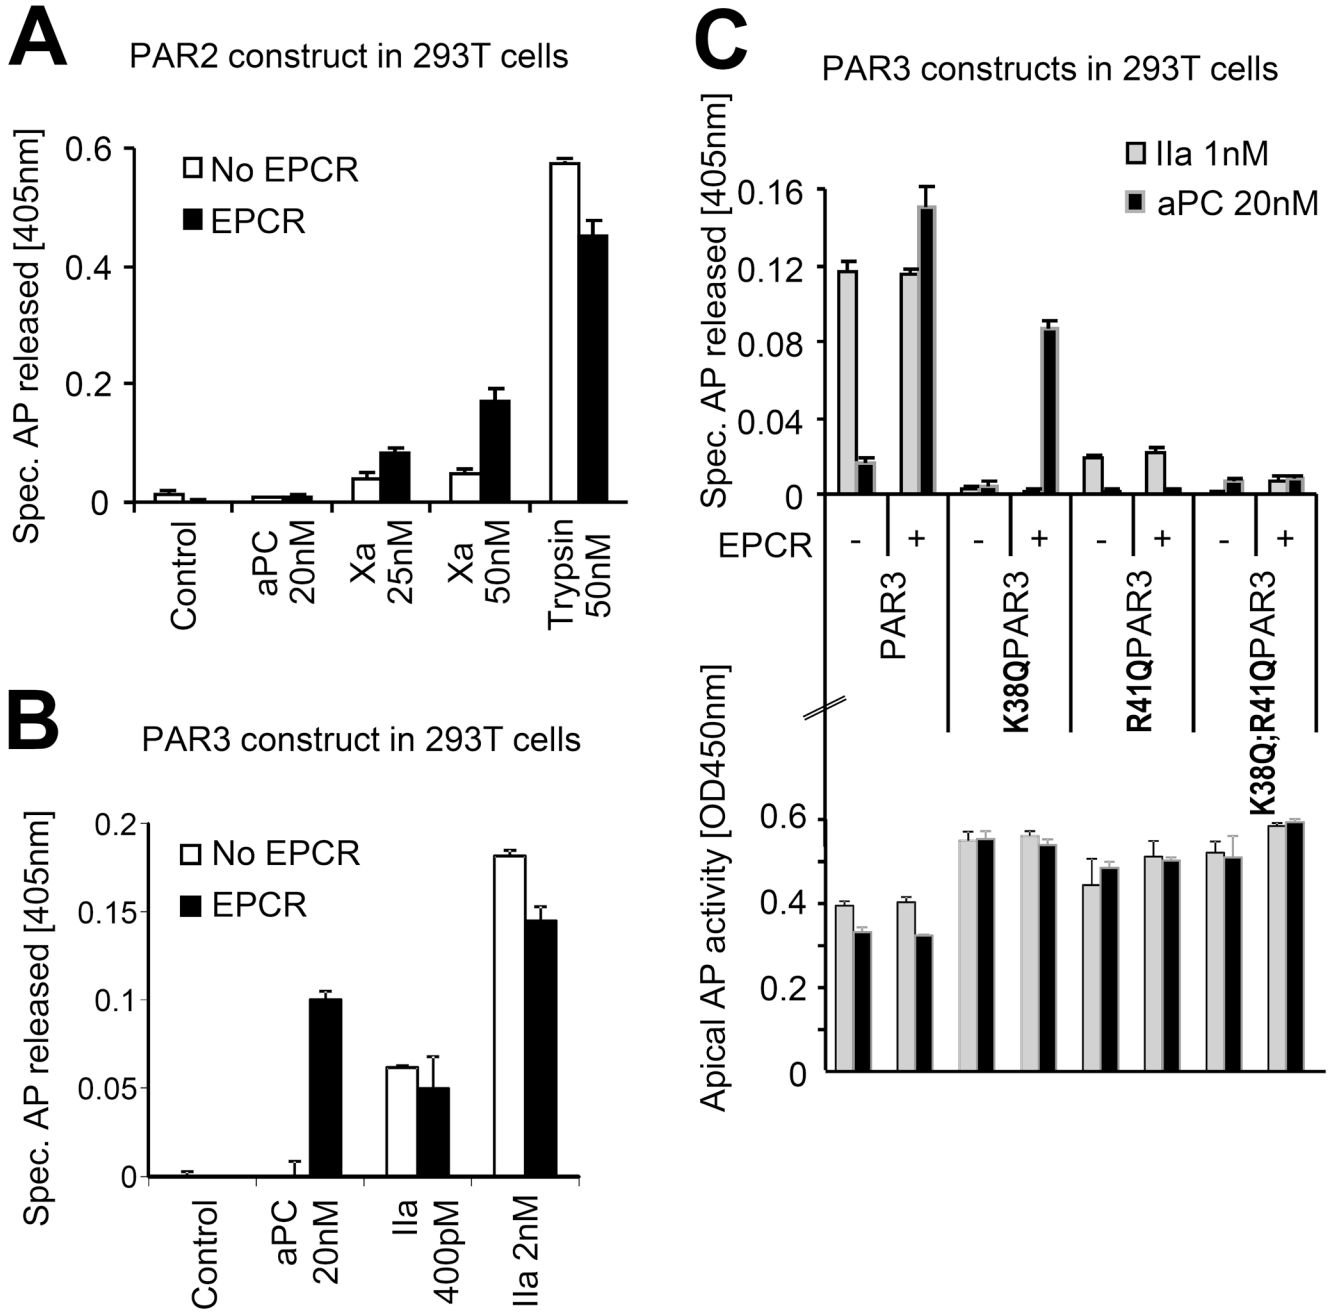 A
PAR2 construct in 293T cells
Spec. AP released [405nm]
0.6
0.4
0.2
0
No EPCR
EPCR
Control
aPC
20nM
Xa
25nM
Xa
50nM
Trypsin
50nM
B
PAR3 construct in 293T cells
Spec. AP released [405nm]
0.2
0.15
0.1
0.05
0
No EPCR
EPCR
Control
aPC
20nM
IIa
400pM
IIa 2nM
C
PAR3 constructs in 293T cells
IIa 1nM
aPC 20nM
Spec. AP released [405nm]
0.16
0.12
0.08
0.04
0
EPCR - + - + - + - +
PAR3
K38QPAR3
R41QPAR3
K38Q;R41QPAR3
Apical AP activity [OD450nm]
0.6
0.4
0.2
0